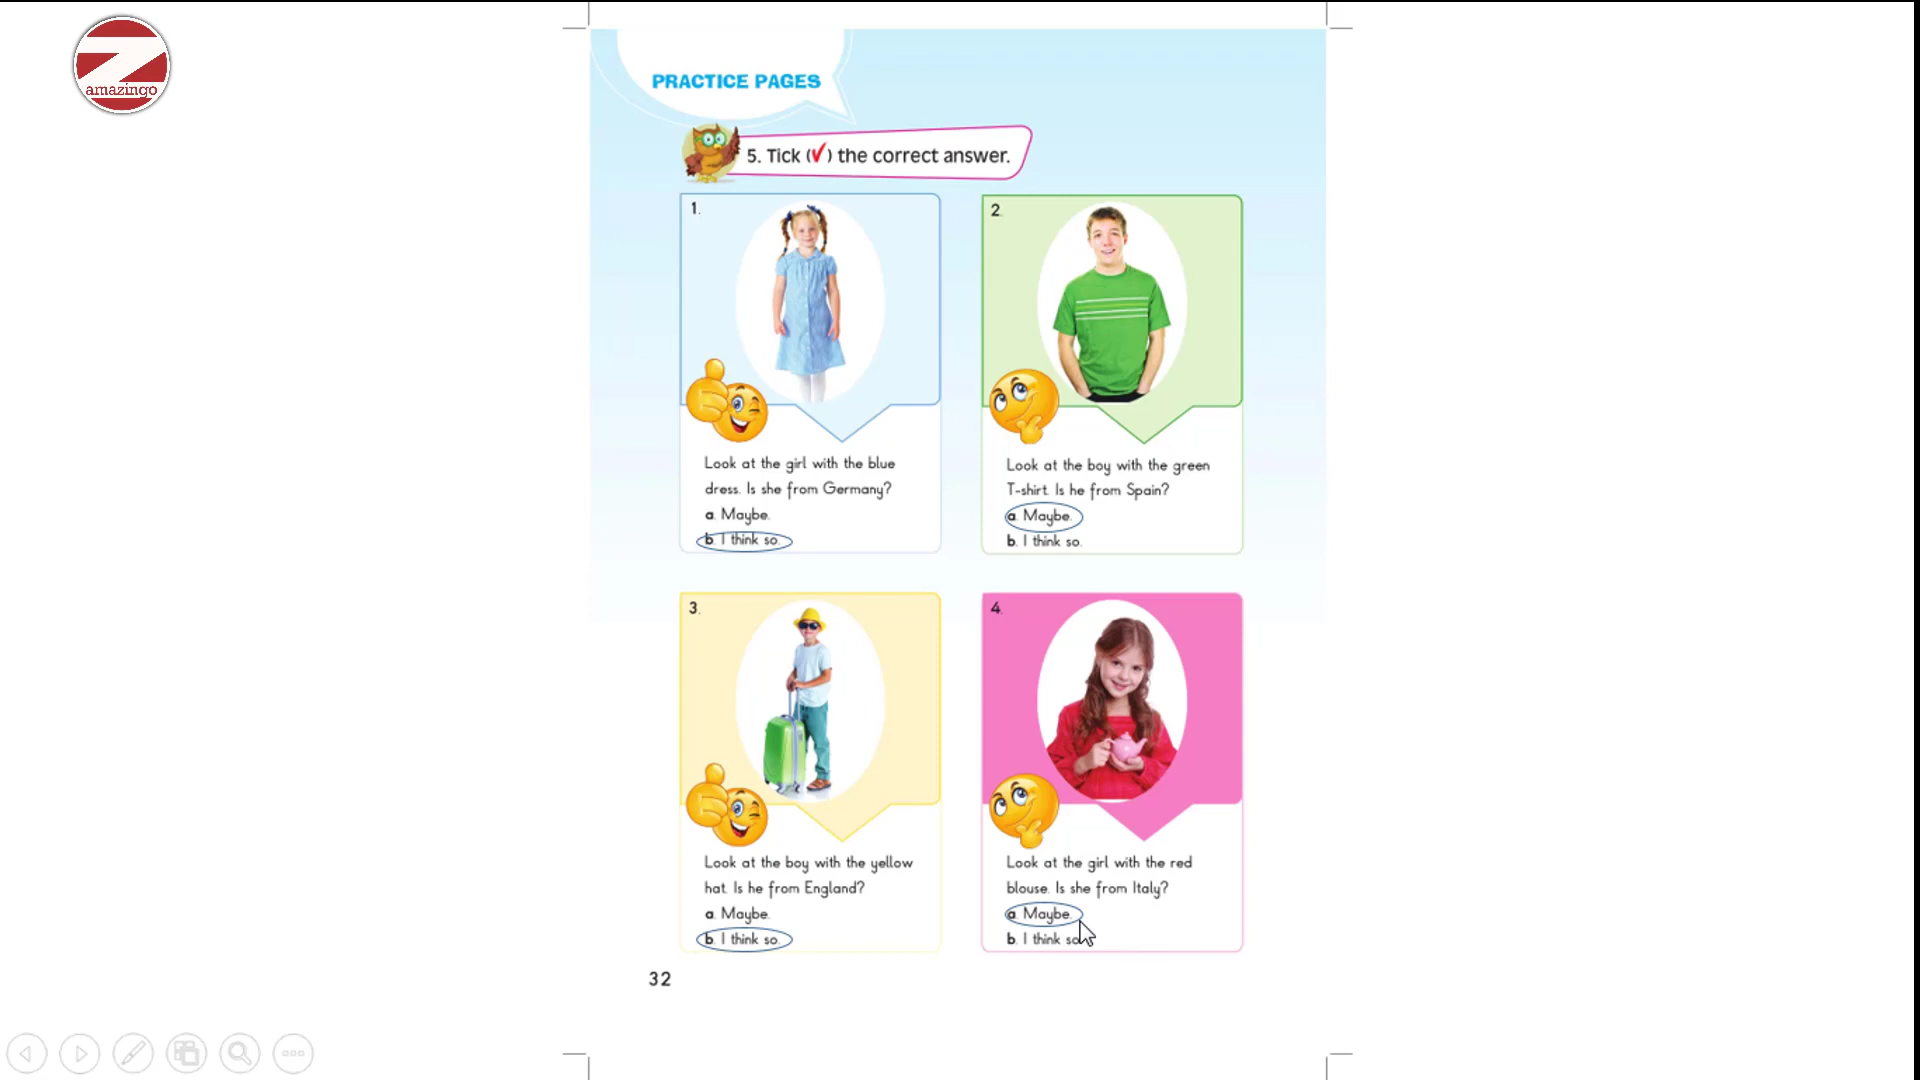 amazingo
PRACTICE PAGES
5. Tick (✓) the correct answer.
1.
Look at the girl with the blue
dress. Is she from Germany?
a. Maybe.
b. I think so.
2.
Look at the boy with the green
T-shirt. Is he from Spain?
a. Maybe.
b. I think so.
3.
Look at the boy with the yellow
hat. Is he from England?
a. Maybe.
b. I think so.
4.
Look at the girl with the red
blouse. Is she from Italy?
a. Maybe.
b. I think so
32